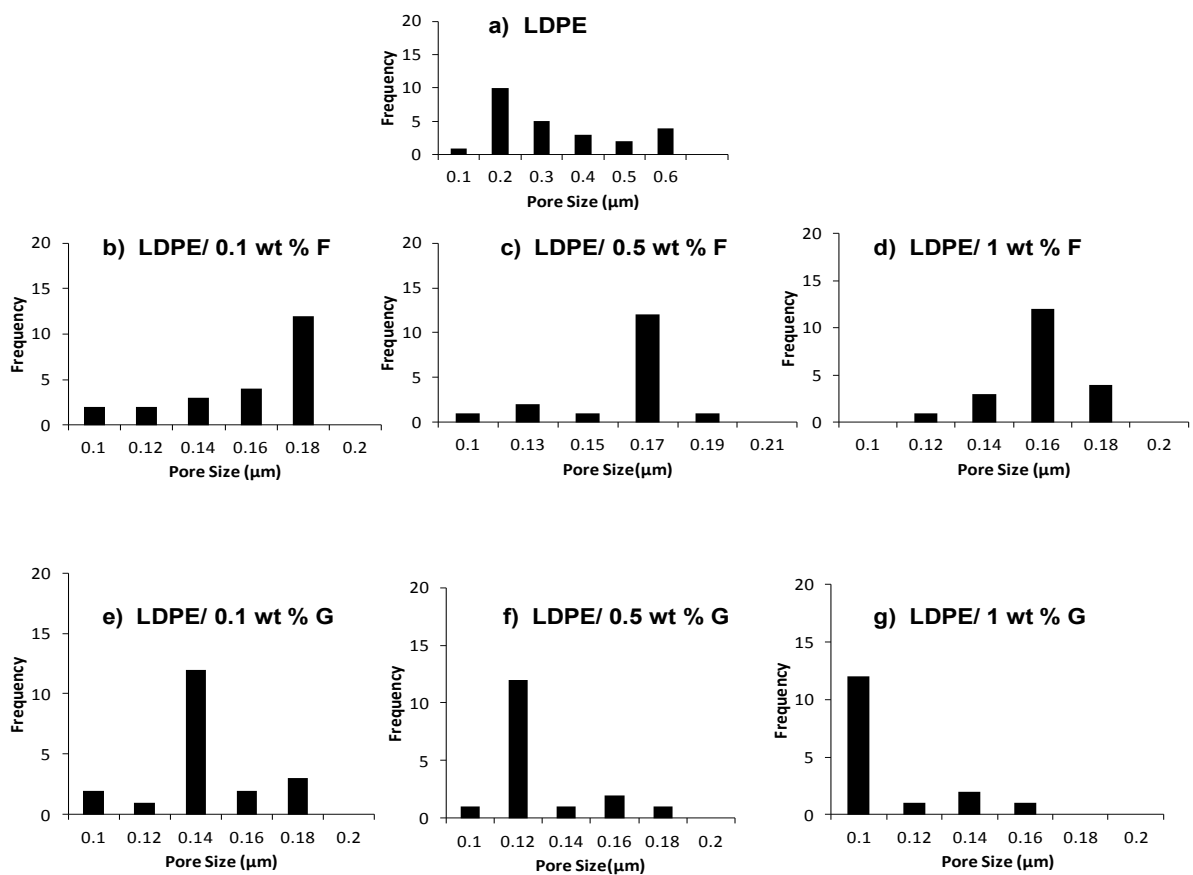 a) LDPE
Frequency
20
15
10
5
0
0.1 0.2 0.3 0.4 0.5 0.6
Pore Size (µm)
b) LDPE/ 0.1 wt % F
Frequency
20
15
10
5
0
0.1 0.12 0.14 0.16 0.18 0.2
Pore Size (µm)
c) LDPE/ 0.5 wt % F
Frequency
20
15
10
5
0
0.1 0.13 0.15 0.17 0.19 0.21
Pore Size(µm)
d) LDPE/ 1 wt % F
Frequency
20
15
10
5
0
0.1 0.12 0.14 0.16 0.18 0.2
Pore Size (µm)
e) LDPE/ 0.1 wt % G
Frequency
20
15
10
5
0
0.1 0.12 0.14 0.16 0.18 0.2
Pore Size (µm)
f) LDPE/ 0.5 wt % G
Frequency
20
15
10
5
0
0.1 0.12 0.14 0.16 0.18 0.2
Pore Size(µm)
g) LDPE/ 1 wt % G
Frequency
20
15
10
5
0
0.1 0.12 0.14 0.16 0.18 0.2
Pore Size (µm)